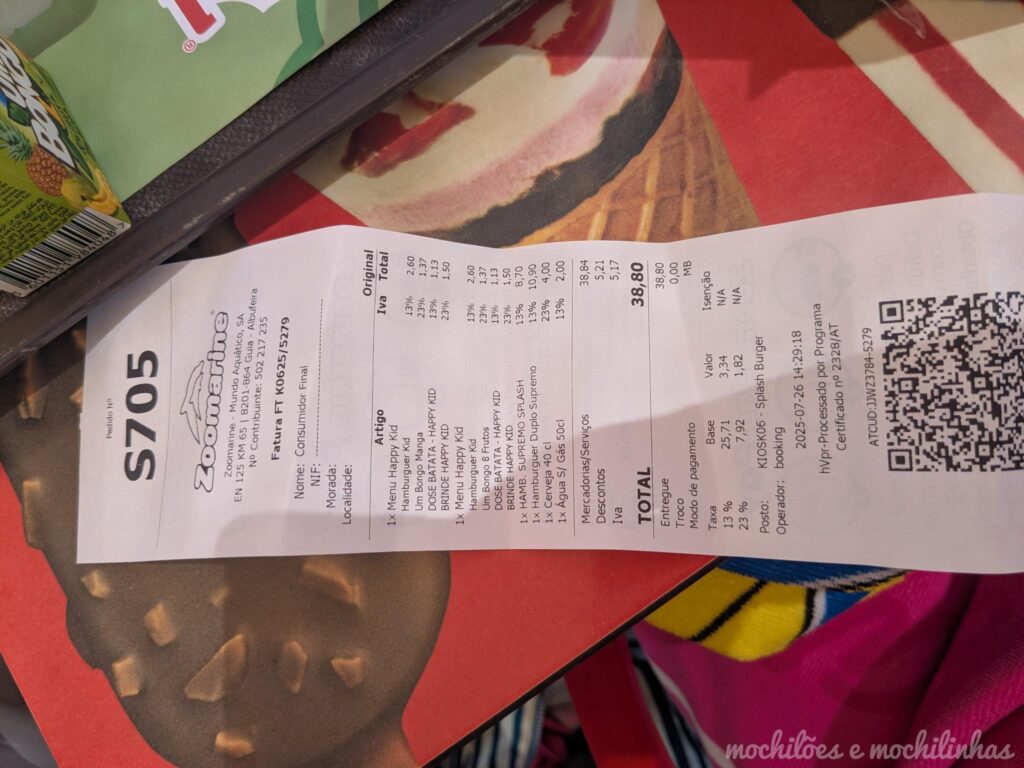 BONGO
Pedido Nº
S705
Zoomarine
Zoomarine - Mundo Aquático, SA
EN 125 KM 65 | 8201-864 Guia - Albufeira
Nº Contribuinte: 502 217 235
Fatura FT K0625/5279
Original
Nome: Consumidor Final
NIF:
Morada:
Localidade:
Artigo Iva Total
1x Menu Happy Kid
Hamburguer Kid 13% 2,60
Um Bongo Manga 23% 1,37
DOSE BATATA - HAPPY KID 13% 1,13
BRINDE HAPPY KID 23% 1,50
1x Menu Happy Kid
Hamburguer Kid 13% 2,60
Um Bongo 8 Frutos 23% 1,37
DOSE BATATA - HAPPY KID 13% 1,13
BRINDE HAPPY KID 23% 1,50
1x HAMB. SUPREMO SPLASH 13% 8,70
1x Hamburguer Duplo Supremo 13% 10,90
1x Cerveja 40 cl 23% 4,00
1x Água S/ Gás 50cl 13% 2,00
Mercadorias/Serviços 38,84
Descontos 5,21
Iva 5,17
TOTAL 38,80
Entregue 38,80
Troco 0,00
Modo de pagamento MB
Taxa Base Valor Isenção
13 % 25,71 3,34 N/A
23 % 7,92 1,82 N/A
Posto: KIOSK06 - Splash Burger
Operador: booking
2025-07-26 14:29:18
hVpr-Processado por Programa
Certificado nº 2328/AT
ATCUD:JJWZ3784-5279
mochilões e mochilinhas